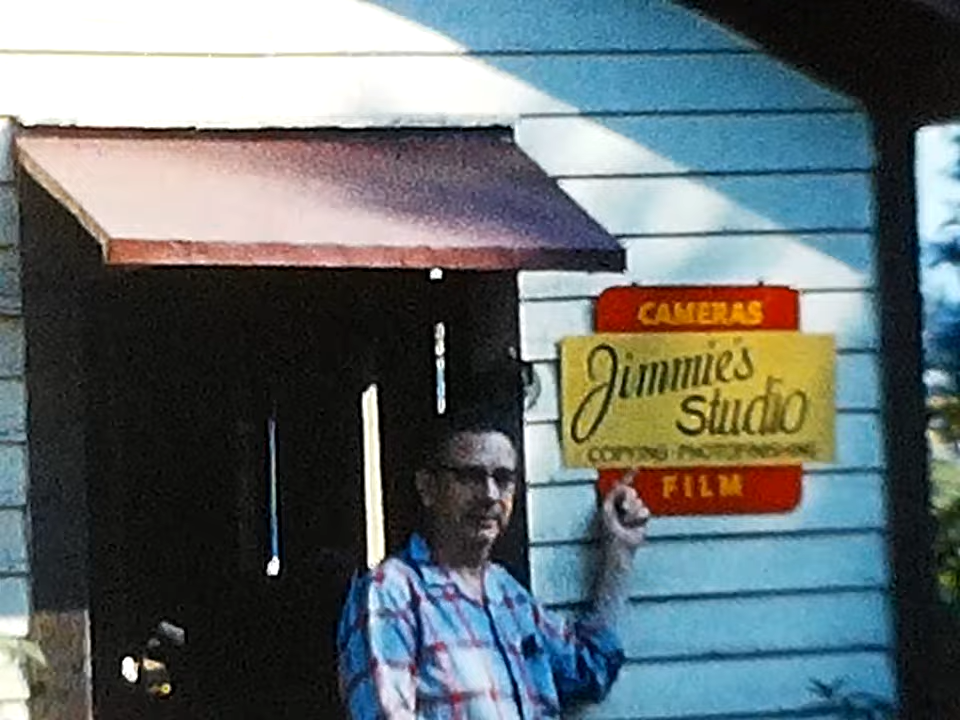 CAMERAS
Jimmie's
Studio
COPYING - PHOTOFINISHING
FILM